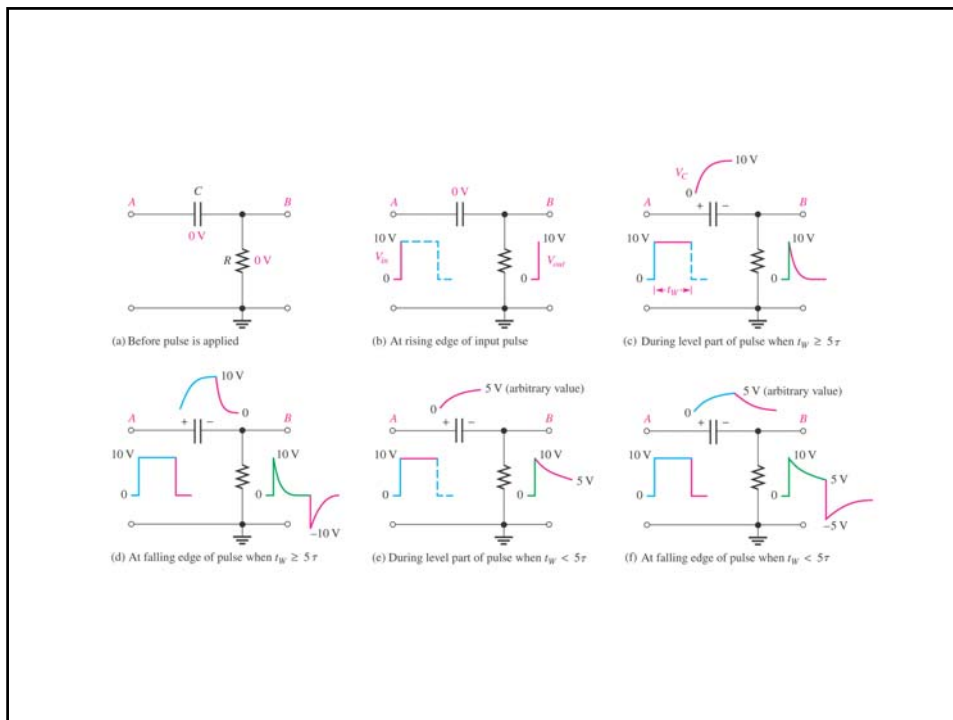 C
A
B
0 V
R
0 V
(a) Before pulse is applied
0 V
A
B
10 V
10 V
V_in
V_out
0
0
(b) At rising edge of input pulse
10 V
V_C
0
+ −
A
B
10 V
10 V
0
0
t_W
(c) During level part of pulse when t_W ≥ 5τ
10 V
0
A
+ −
B
10 V
10 V
0
0
−10 V
(d) At falling edge of pulse when t_W ≥ 5τ
5 V (arbitrary value)
0
A
+ −
B
10 V
10 V
5 V
0
0
(e) During level part of pulse when t_W < 5τ
5 V (arbitrary value)
0
A
+ −
B
10 V
10 V
5 V
0
0
−5 V
(f) At falling edge of pulse when t_W < 5τ